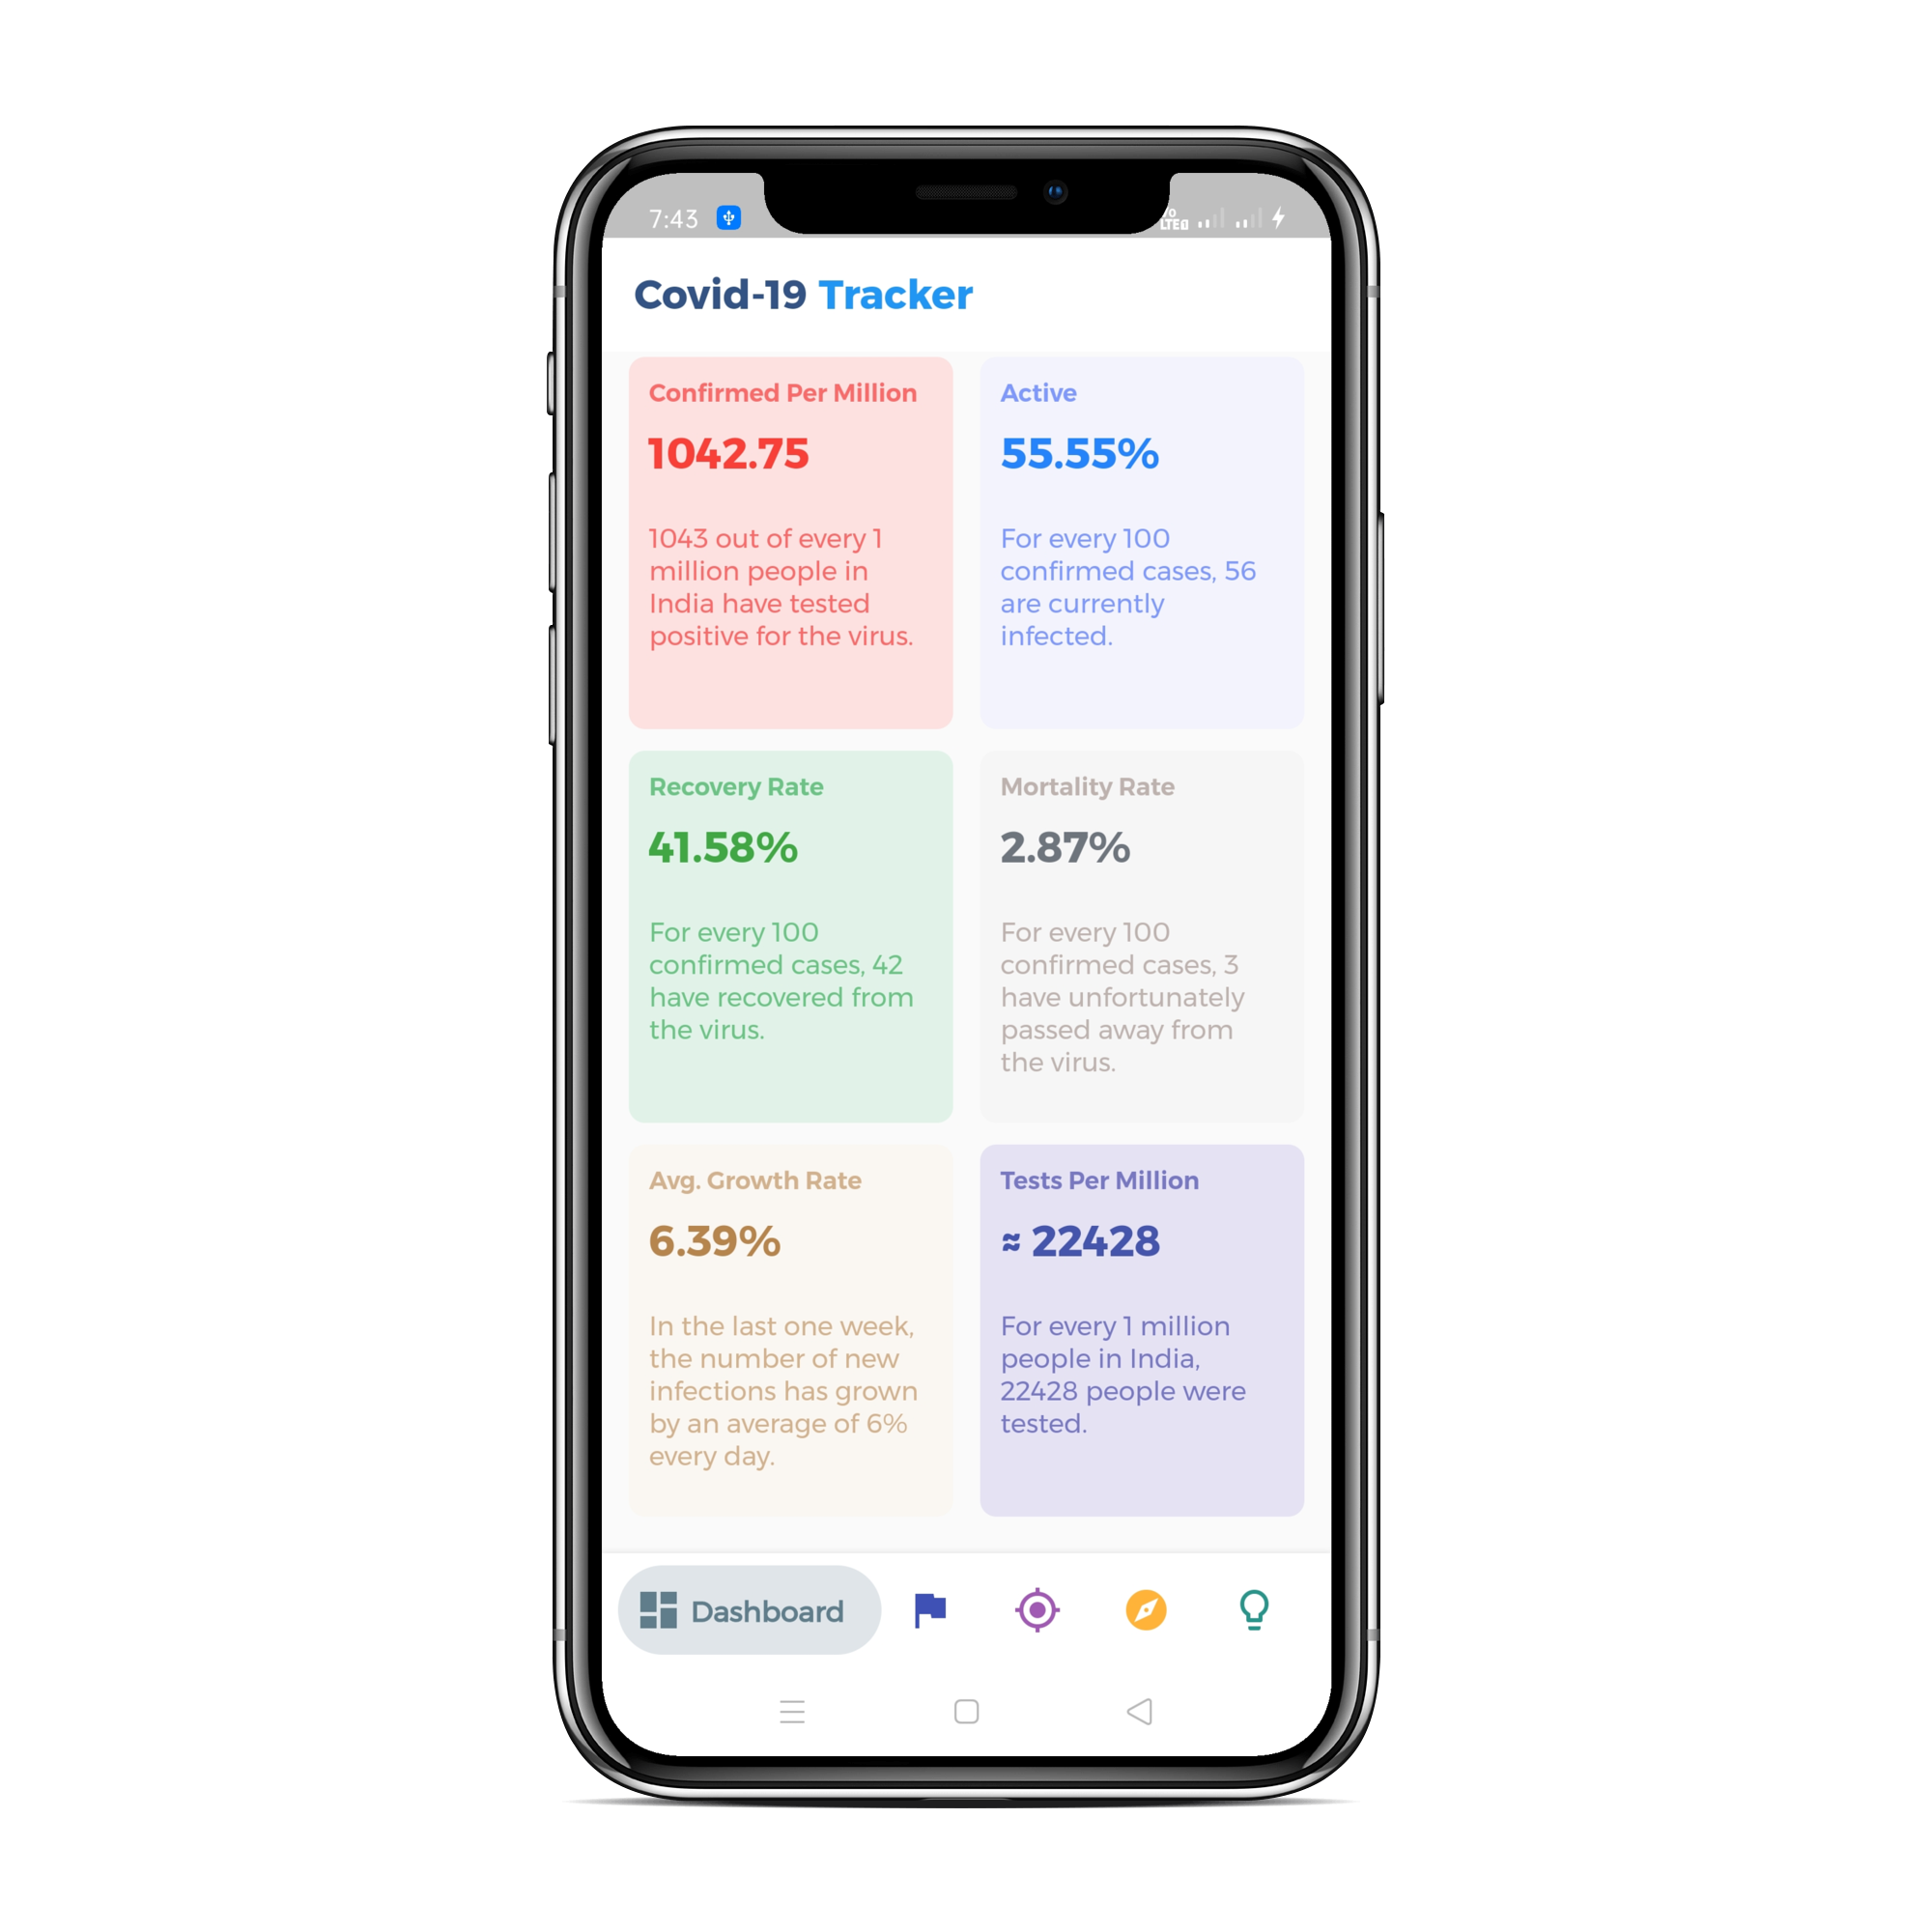 7:43
LTE
Covid-19 Tracker
Confirmed Per Million
1042.75
1043 out of every 1
million people in
India have tested
positive for the virus.
Active
55.55%
For every 100
confirmed cases, 56
are currently
infected.
Recovery Rate
41.58%
For every 100
confirmed cases, 42
have recovered from
the virus.
Mortality Rate
2.87%
For every 100
confirmed cases, 3
have unfortunately
passed away from
the virus.
Avg. Growth Rate
6.39%
In the last one week,
the number of new
infections has grown
by an average of 6%
every day.
Tests Per Million
≈ 22428
For every 1 million
people in India,
22428 people were
tested.
Dashboard